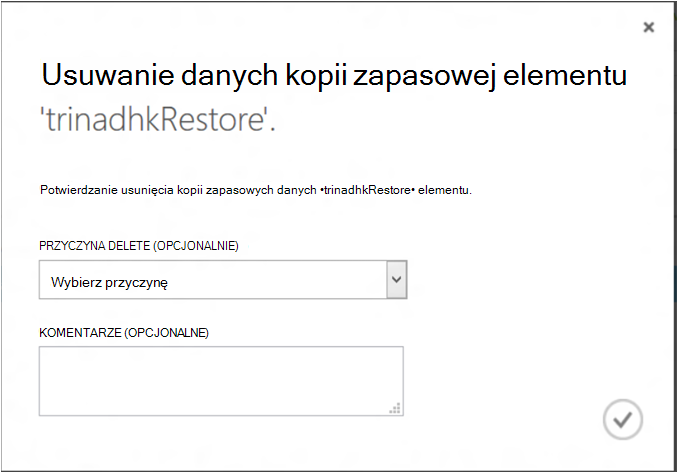 Usuwanie danych kopii zapasowej elementu
'trinadhkRestore'.
Potwierdzanie usunięcia kopii zapasowych danych •trinadhkRestore• elementu.
PRZYCZYNA DELETE (OPCJONALNIE)
Wybierz przyczynę
KOMENTARZE (OPCJONALNE)